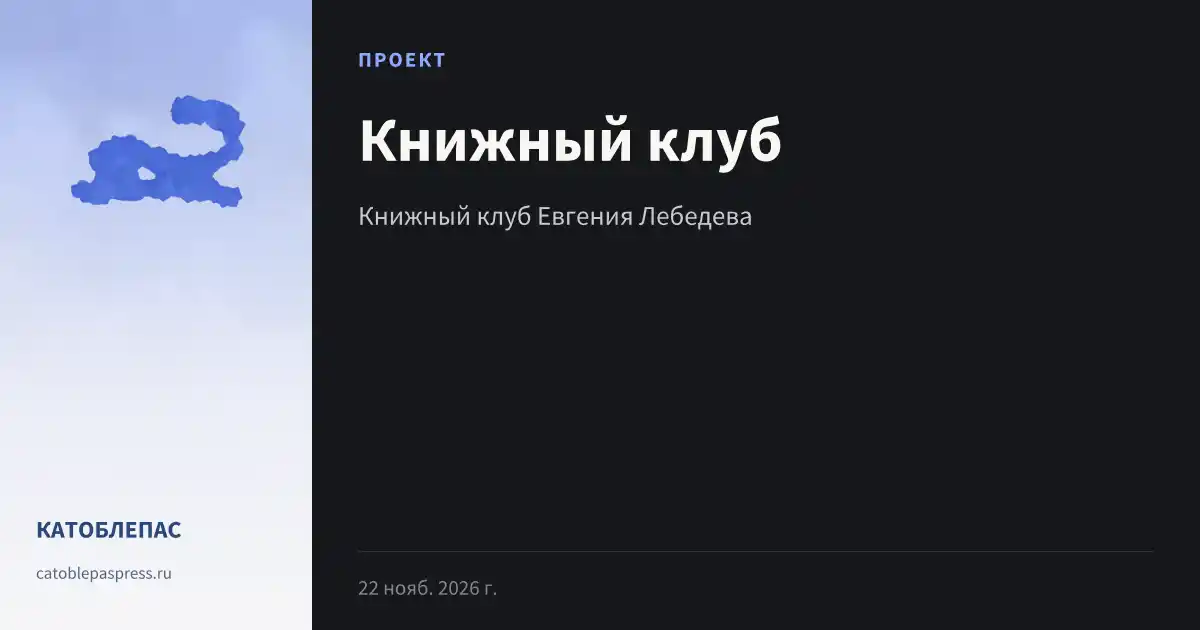 ПРОЕКТ
Книжный клуб
Книжный клуб Евгения Лебедева
КАТОБЛЕПАС
catoblepaspress.ru
22 нояб. 2026 г.